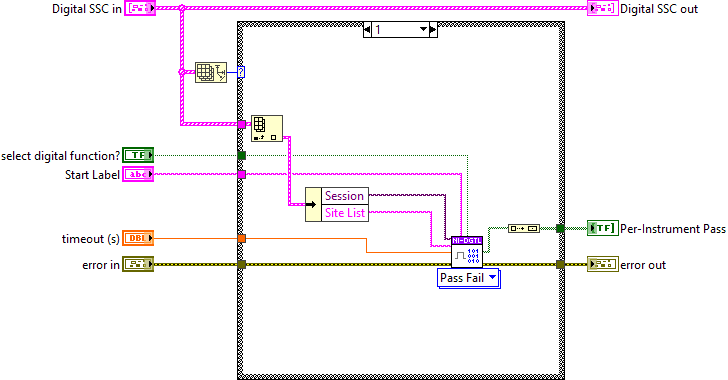 Digital SSC in
Digital SSC out
1
?
select digital function?
TF
Start Label
abc
Session
Site List
NI-DGTL
timeout (s)
DBL
TF
Per-Instrument Pass
error in
error out
Pass Fail